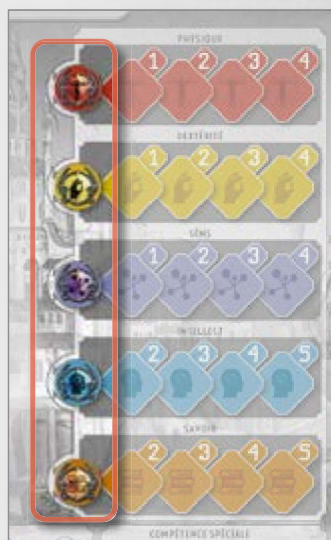 PHYSIQUE
1 2 3 4
DEXTÉRITÉ
1 2 3 4
SENS
1 2 3 4
INTELLECT
2 3 4 5
SAVOIR
2 3 4 5
COMPÉTENCE SPÉCIALE